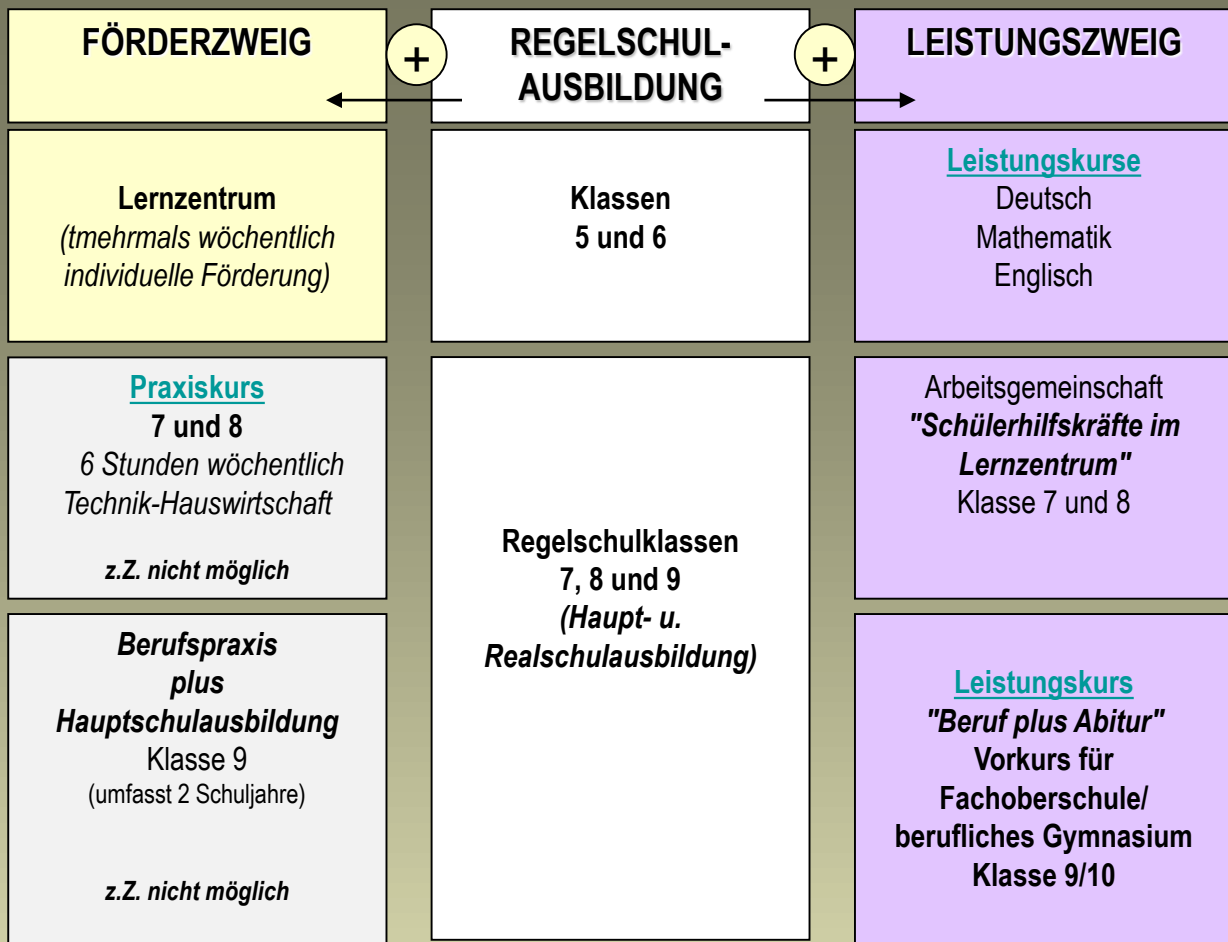 FÖRDERZWEIG
+
REGELSCHUL-
AUSBILDUNG
+
LEISTUNGSZWEIG
Lernzentrum
(tmehrmals wöchentlich
individuelle Förderung)
Klassen
5 und 6
Leistungskurse
Deutsch
Mathematik
Englisch
Praxiskurs
7 und 8
6 Stunden wöchentlich
Technik-Hauswirtschaft
z.Z. nicht möglich
Regelschulklassen
7, 8 und 9
(Haupt- u.
Realschulausbildung)
Arbeitsgemeinschaft
"Schülerhilfskräfte im
Lernzentrum"
Klasse 7 und 8
Berufspraxis
plus
Hauptschulausbildung
Klasse 9
(umfasst 2 Schuljahre)
z.Z. nicht möglich
Leistungskurs
"Beruf plus Abitur"
Vorkurs für
Fachoberschule/
berufliches Gymnasium
Klasse 9/10